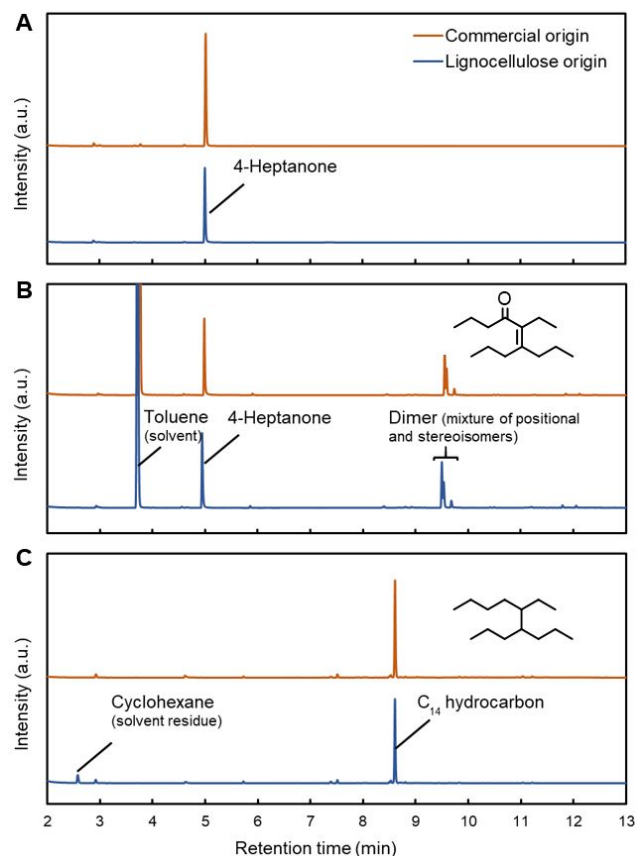 A
Commercial origin
Lignocellulose origin
4-Heptanone
Intensity (a.u.)
B
O
Toluene
(solvent)
4-Heptanone
Dimer (mixture of positional
and stereoisomers)
Intensity (a.u.)
C
Cyclohexane
(solvent residue)
C14 hydrocarbon
Intensity (a.u.)
2 3 4 5 6 7 8 9 10 11 12 13
Retention time (min)